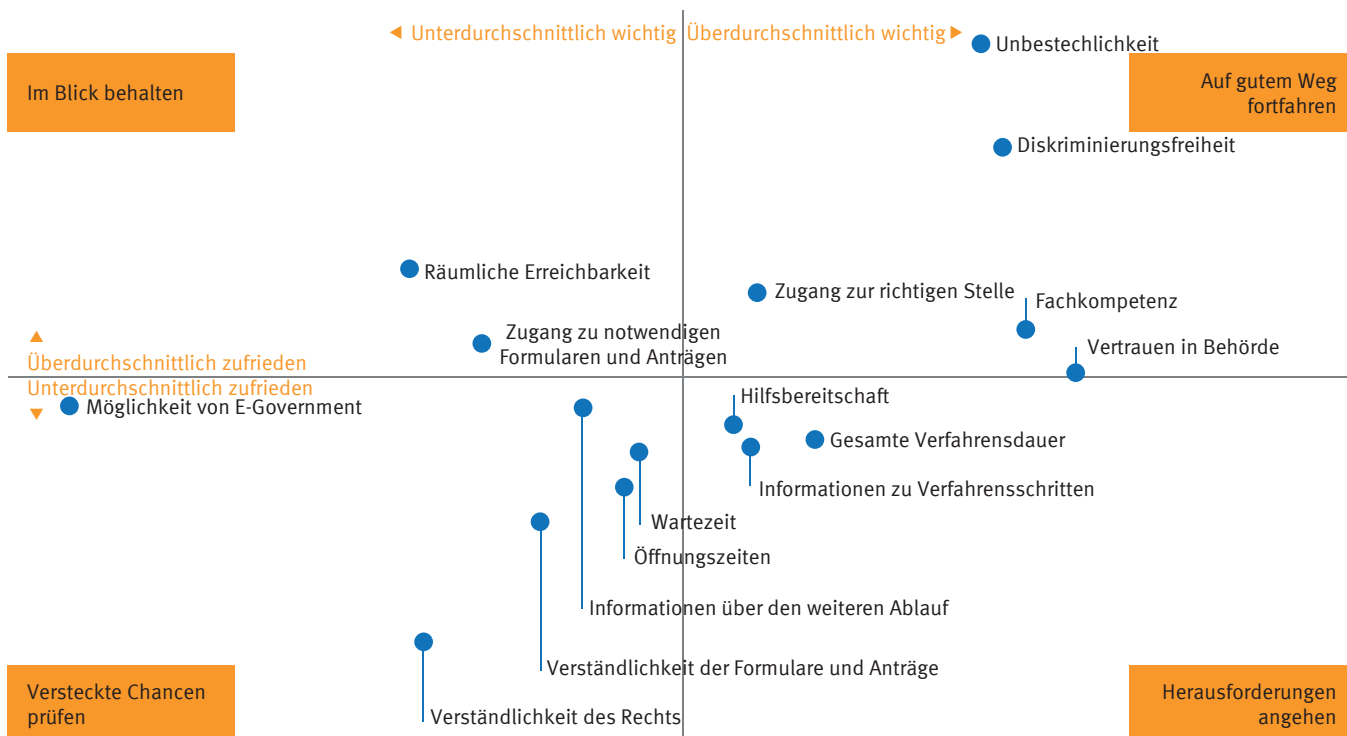 ◄ Unterdurchschnittlich wichtig
Überdurchschnittlich wichtig ►
Unbestechlichkeit
Im Blick behalten
Auf gutem Weg
fortfahren
Diskriminierungsfreiheit
Räumliche Erreichbarkeit
Zugang zur richtigen Stelle
Fachkompetenz
Zugang zu notwendigen
Formularen und Anträgen
Vertrauen in Behörde
▲
Überdurchschnittlich zufrieden
Unterdurchschnittlich zufrieden
▼
Möglichkeit von E-Government
Hilfsbereitschaft
Gesamte Verfahrensdauer
Informationen zu Verfahrensschritten
Wartezeit
Öffnungszeiten
Informationen über den weiteren Ablauf
Verständlichkeit der Formulare und Anträge
Versteckte Chancen
prüfen
Verständlichkeit des Rechts
Herausforderungen
angehen